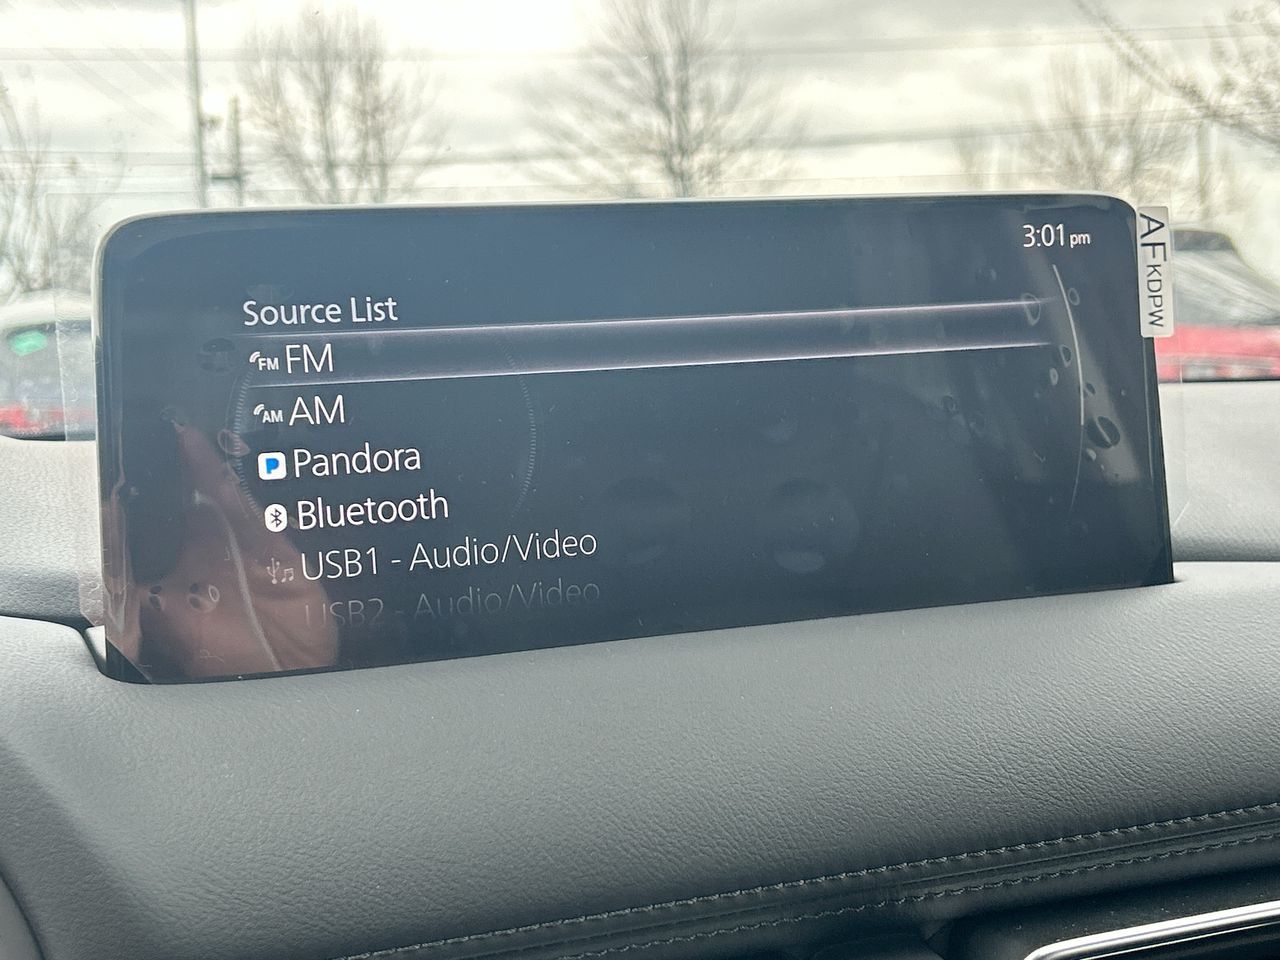 3:01 pm
Source List
FM FM
AM AM
P Pandora
Bluetooth
USB1 - Audio/Video
USB2 - Audio/Video
AF KDPW